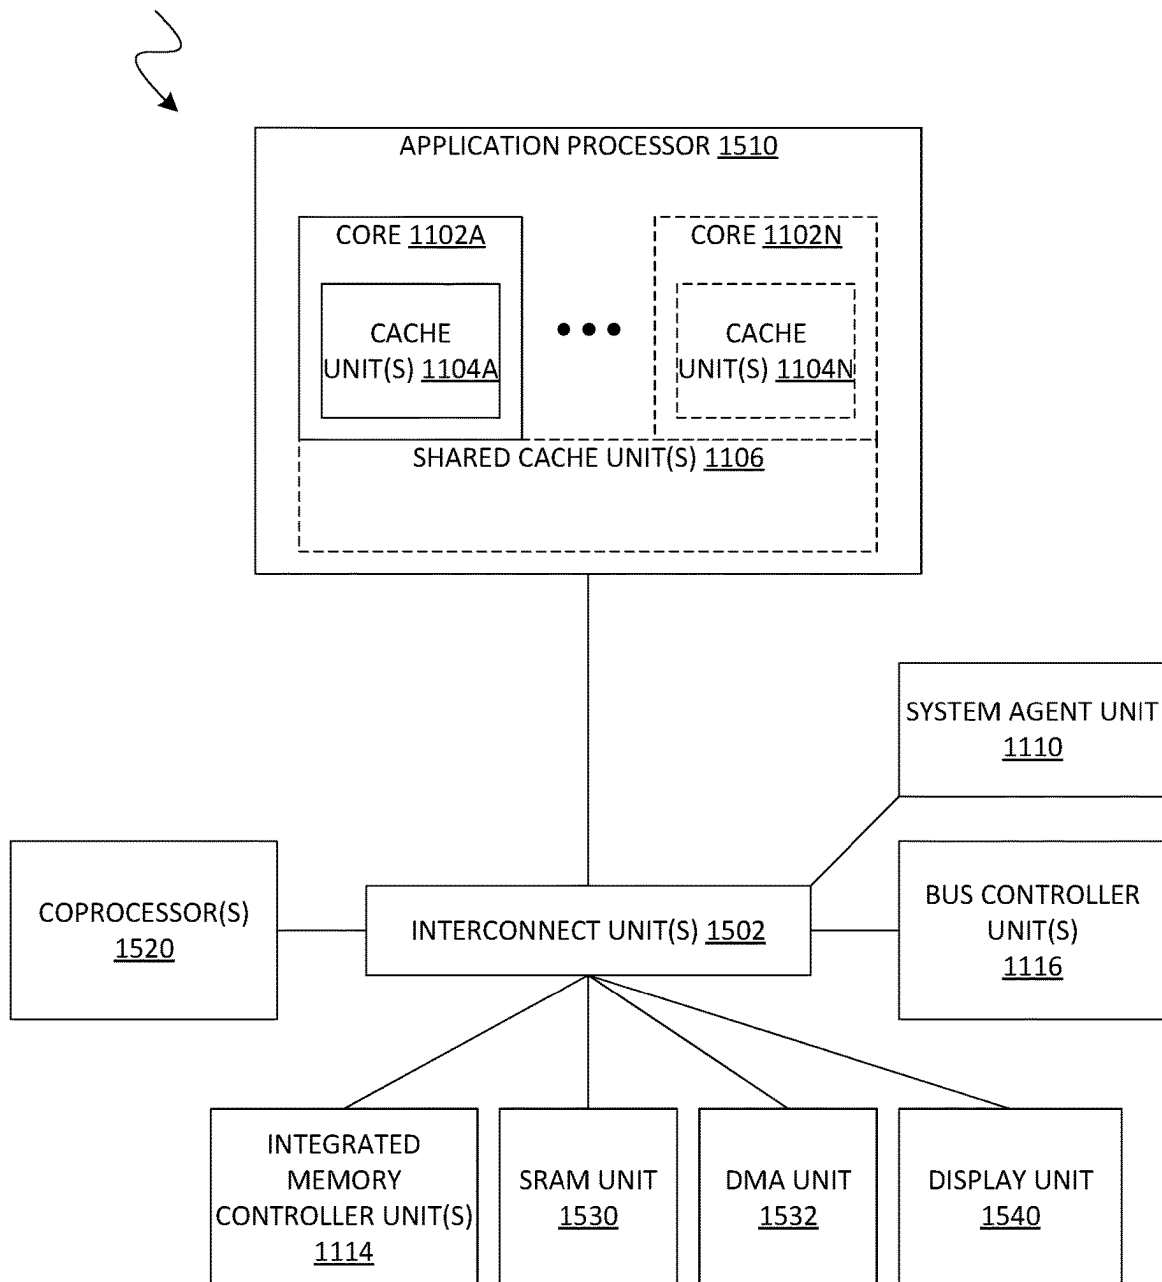 APPLICATION PROCESSOR 1510
CORE 1102A
CORE 1102N
CACHE
UNIT(S) 1104A
CACHE
UNIT(S) 1104N
SHARED CACHE UNIT(S) 1106
SYSTEM AGENT UNIT
1110
COPROCESSOR(S)
1520
INTERCONNECT UNIT(S) 1502
BUS CONTROLLER
UNIT(S)
1116
INTEGRATED
MEMORY
CONTROLLER UNIT(S)
1114
SRAM UNIT
1530
DMA UNIT
1532
DISPLAY UNIT
1540